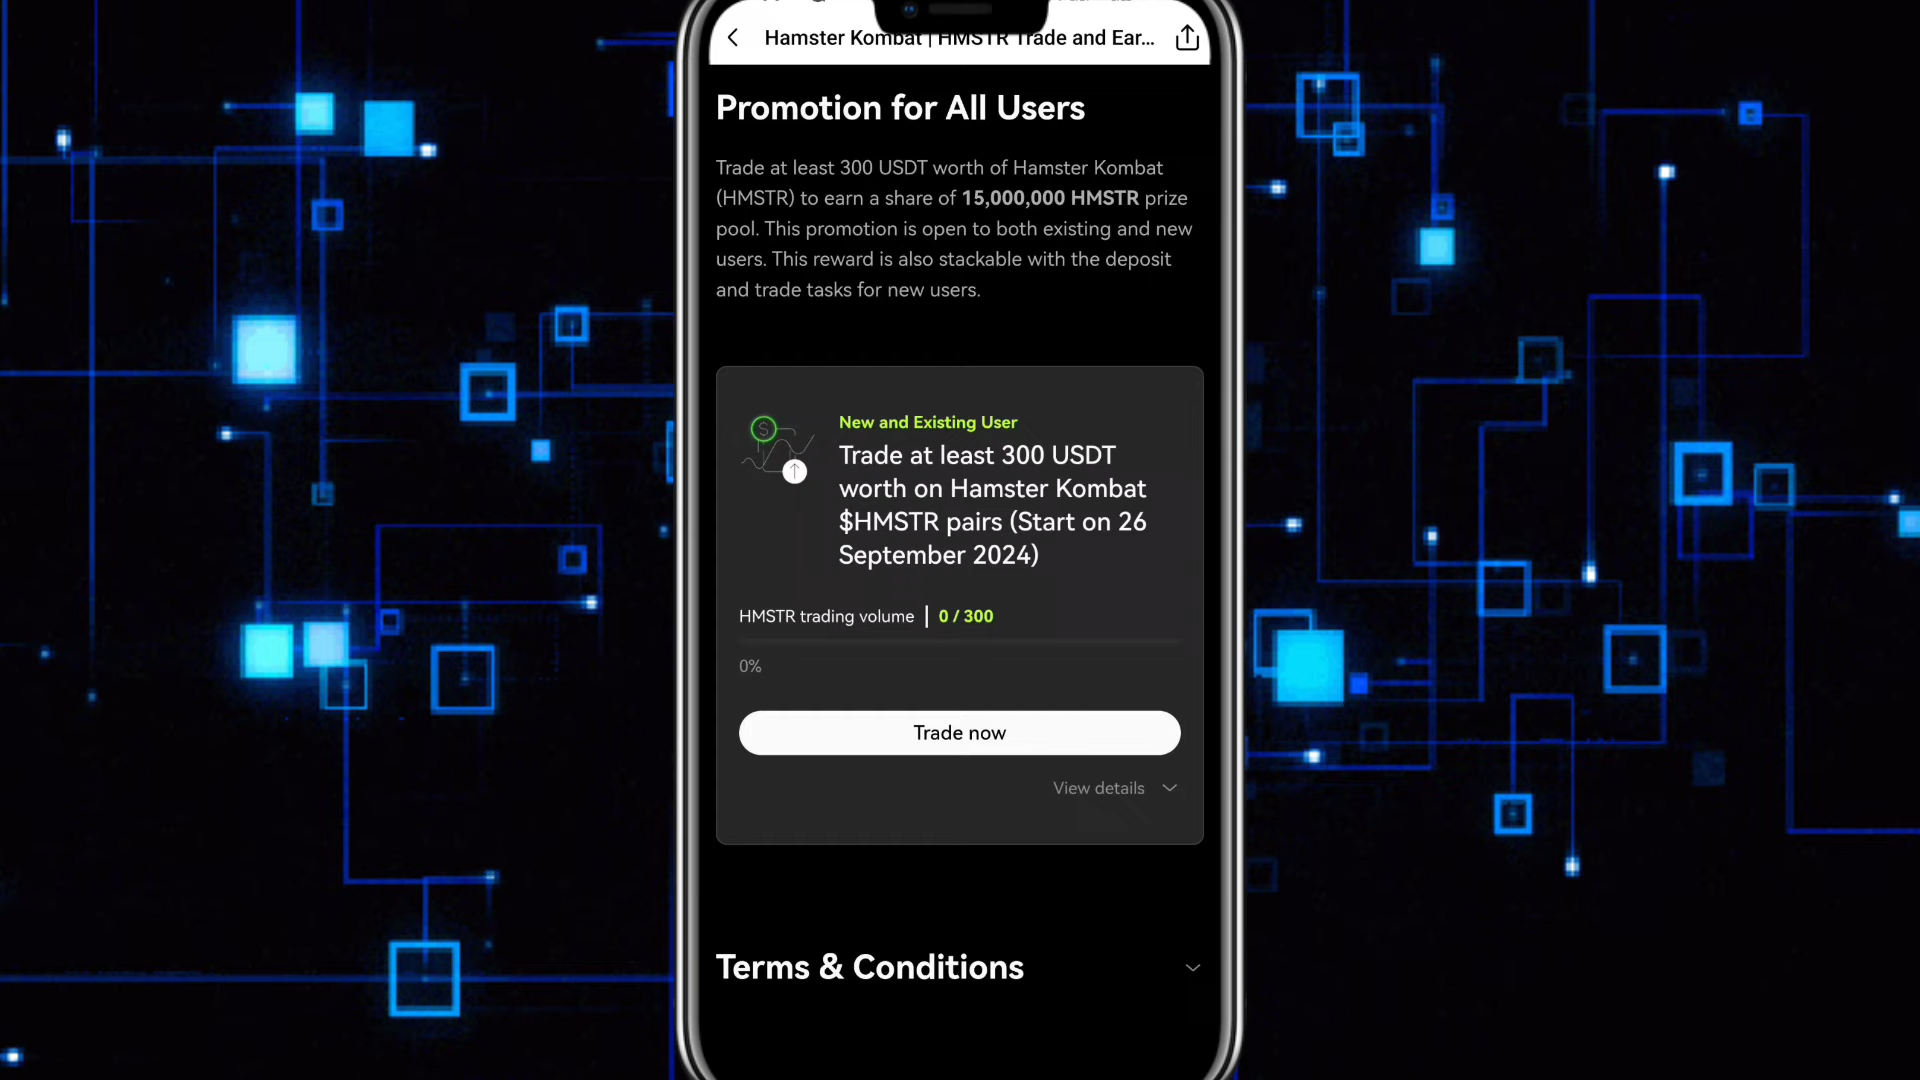 Hamster Kombat | HMSTR Trade and Ear...
Promotion for All Users
Trade at least 300 USDT worth of Hamster Kombat
(HMSTR) to earn a share of 15,000,000 HMSTR prize
pool. This promotion is open to both existing and new
users. This reward is also stackable with the deposit
and trade tasks for new users.
New and Existing User
Trade at least 300 USDT
worth on Hamster Kombat
$HMSTR pairs (Start on 26
September 2024)
HMSTR trading volume | 0 / 300
0%
Trade now
View details
Terms & Conditions